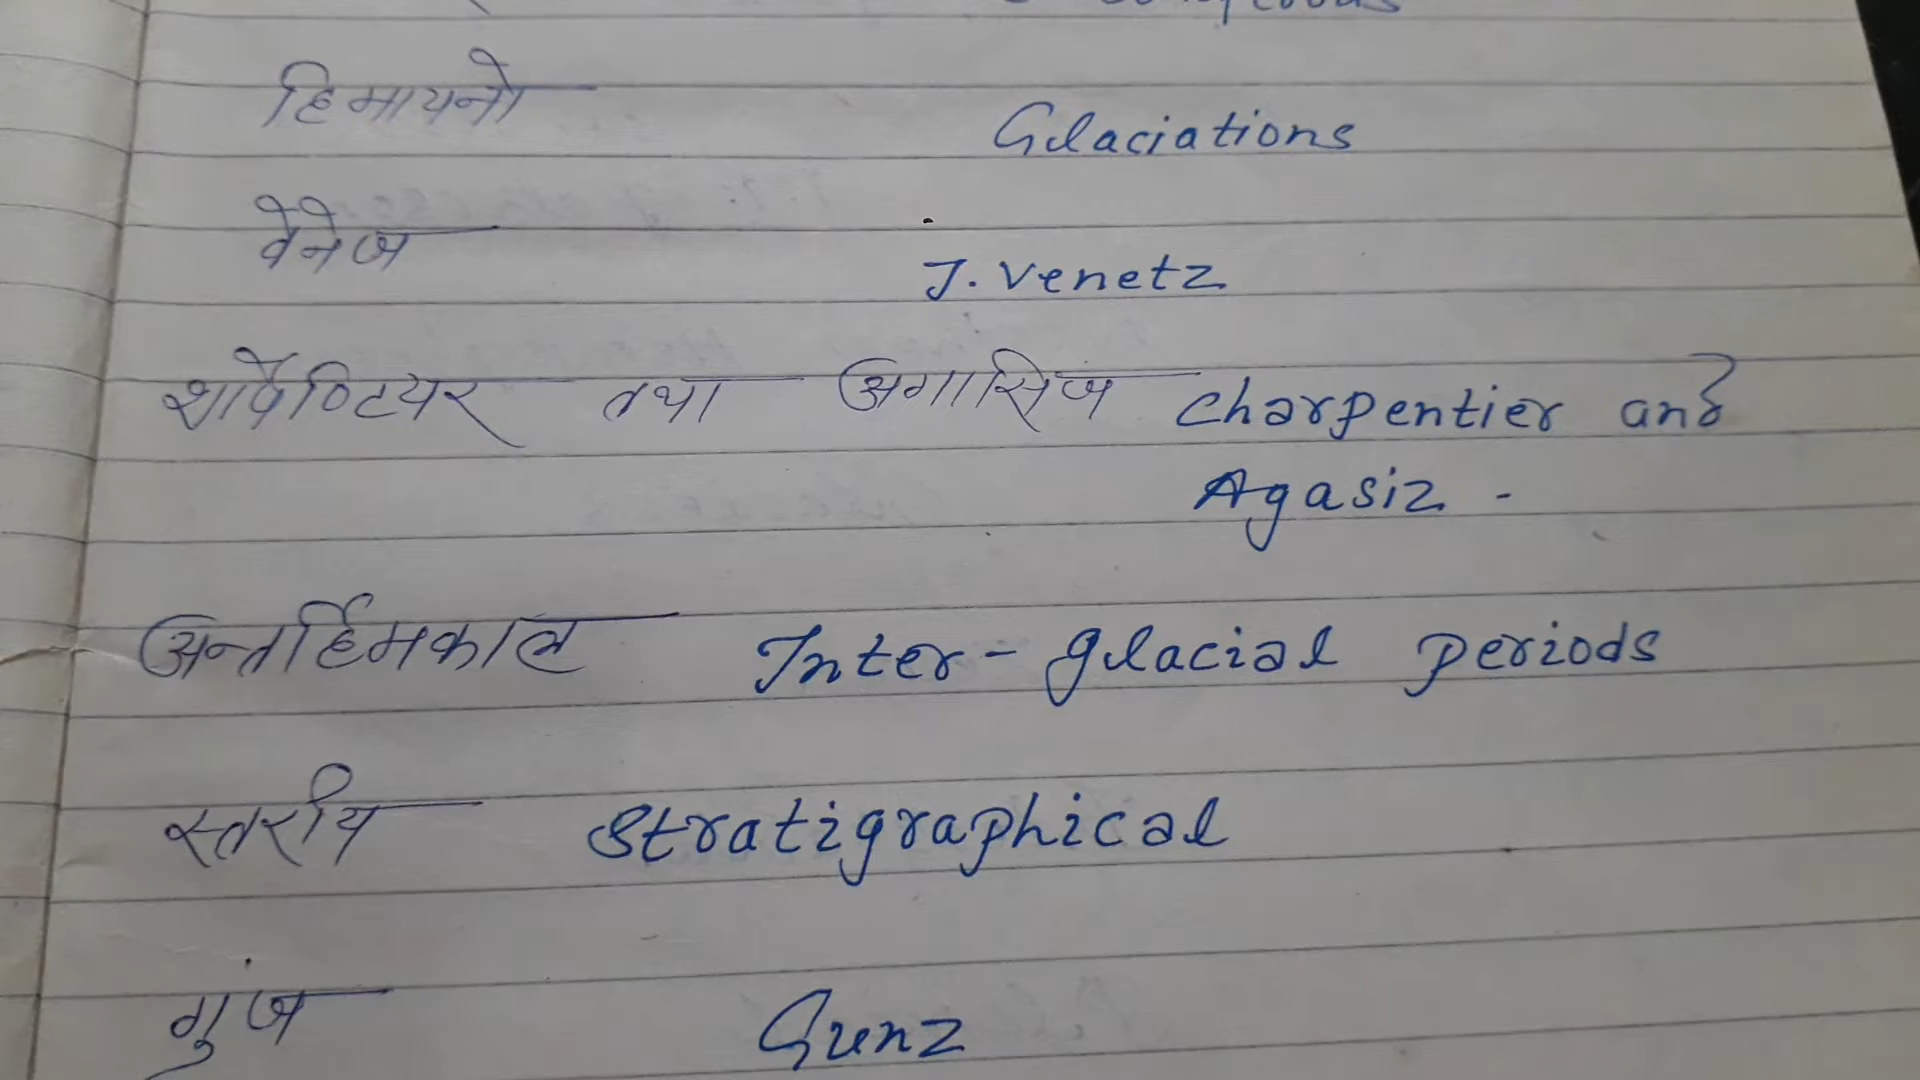 हिमायनो Glaciations
वेनेज J. Venetz
शार्पेण्टियर तथा अगासिज Charpentier and
Agasiz -
अन्तर्हिमकाल Inter-glacial periods
स्तरीय Stratigraphical
गुंज Gunz